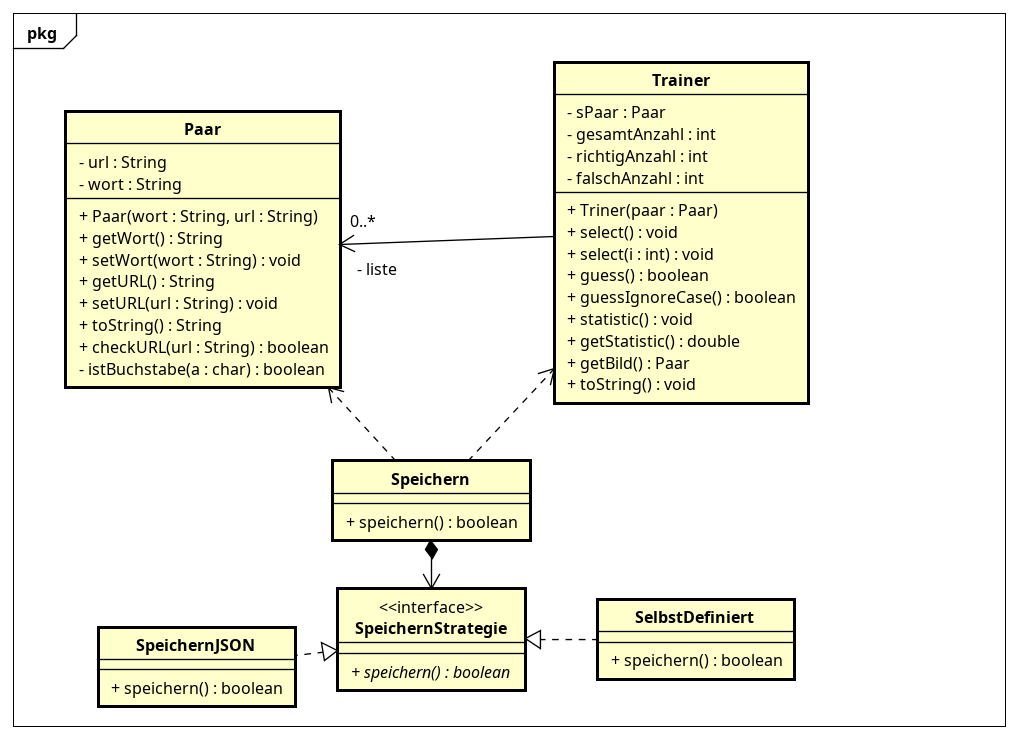 pkg
Paar
- url : String
- wort : String
+ Paar(wort : String, url : String)
+ getWort() : String
+ setWort(wort : String) : void
+ getURL() : String
+ setURL(url : String) : void
+ toString() : String
+ checkURL(url : String) : boolean
- istBuchstabe(a : char) : boolean
0..*
- liste
Trainer
- sPaar : Paar
- gesamtAnzahl : int
- richtigAnzahl : int
- falschAnzahl : int
+ Triner(paar : Paar)
+ select() : void
+ select(i : int) : void
+ guess() : boolean
+ guessIgnoreCase() : boolean
+ statistic() : void
+ getStatistic() : double
+ getBild() : Paar
+ toString() : void
Speichern
+ speichern() : boolean
<<interface>>
SpeichernStrategie
+ speichern() : boolean
SpeichernJSON
+ speichern() : boolean
SelbstDefiniert
+ speichern() : boolean